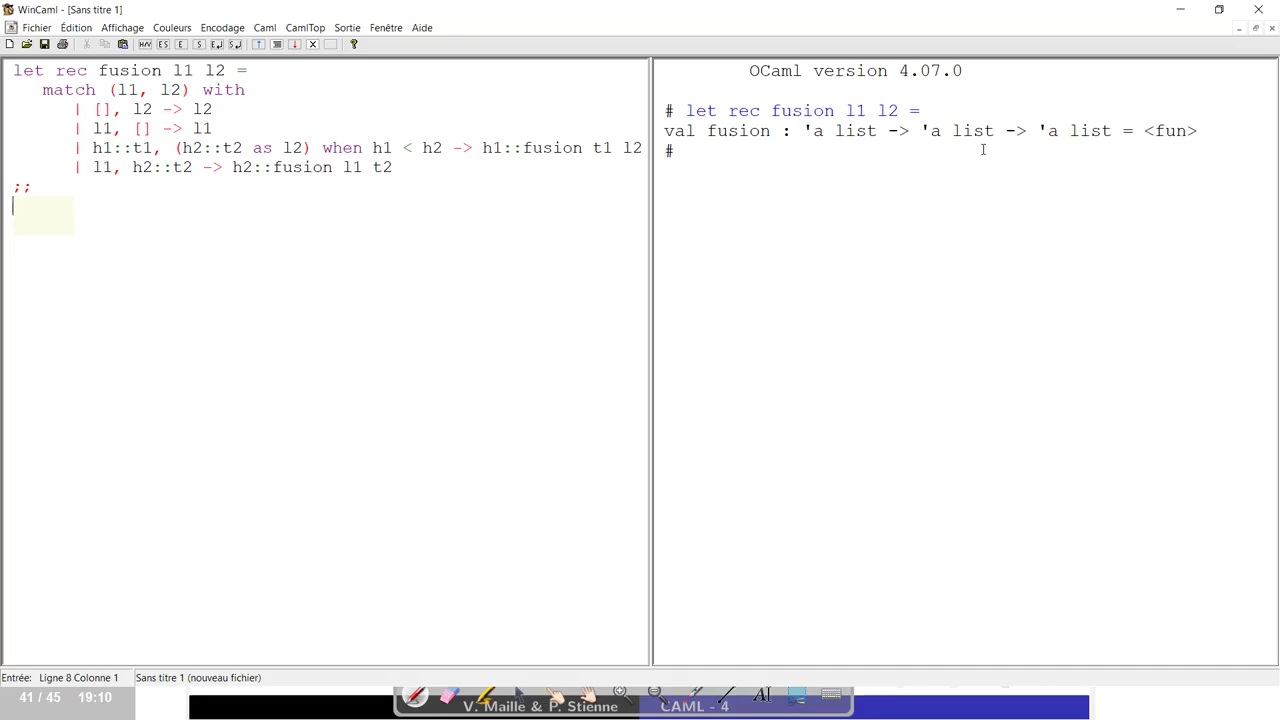 WinCaml - [Sans titre 1]
Fichier Édition Affichage Couleurs Encodage Caml CamlTop Sortie Fenêtre Aide
let rec fusion l1 l2 =
match (l1, l2) with
| [], l2 -> l2
| l1, [] -> l1
| h1::t1, (h2::t2 as l2) when h1 < h2 -> h1::fusion t1 l2
| l1, h2::t2 -> h2::fusion l1 t2
;;
OCaml version 4.07.0
# let rec fusion l1 l2 =
val fusion : 'a list -> 'a list -> 'a list = <fun>
#
Entrée: Ligne 8 Colonne 1 Sans titre 1 (nouveau fichier)
41 / 45 19:10
V. Maille & P. Stienne CAML - 4